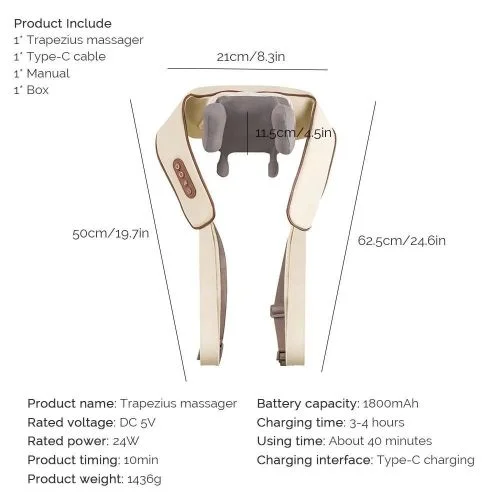 Product Include
1* Trapezius massager
1* Type-C cable
1* Manual
1* Box
21cm/8.3in
11.5cm/4.5in
50cm/19.7in
62.5cm/24.6in
Product name: Trapezius massager
Rated voltage: DC 5V
Rated power: 24W
Product timing: 10min
Product weight: 1436g
Battery capacity: 1800mAh
Charging time: 3-4 hours
Using time: About 40 minutes
Charging interface: Type-C charging